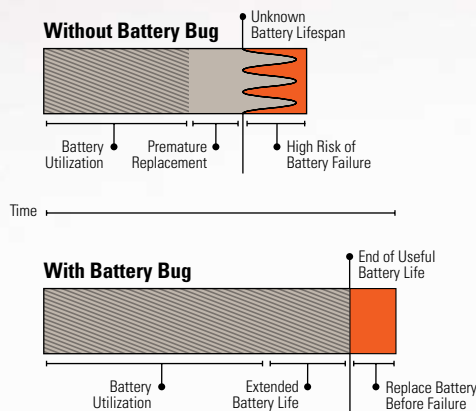 Without Battery Bug
Unknown
Battery Lifespan
Battery
Utilization
Premature
Replacement
High Risk of
Battery Failure
Time
With Battery Bug
End of Useful
Battery Life
Battery
Utilization
Extended
Battery Life
Replace Battery
Before Failure